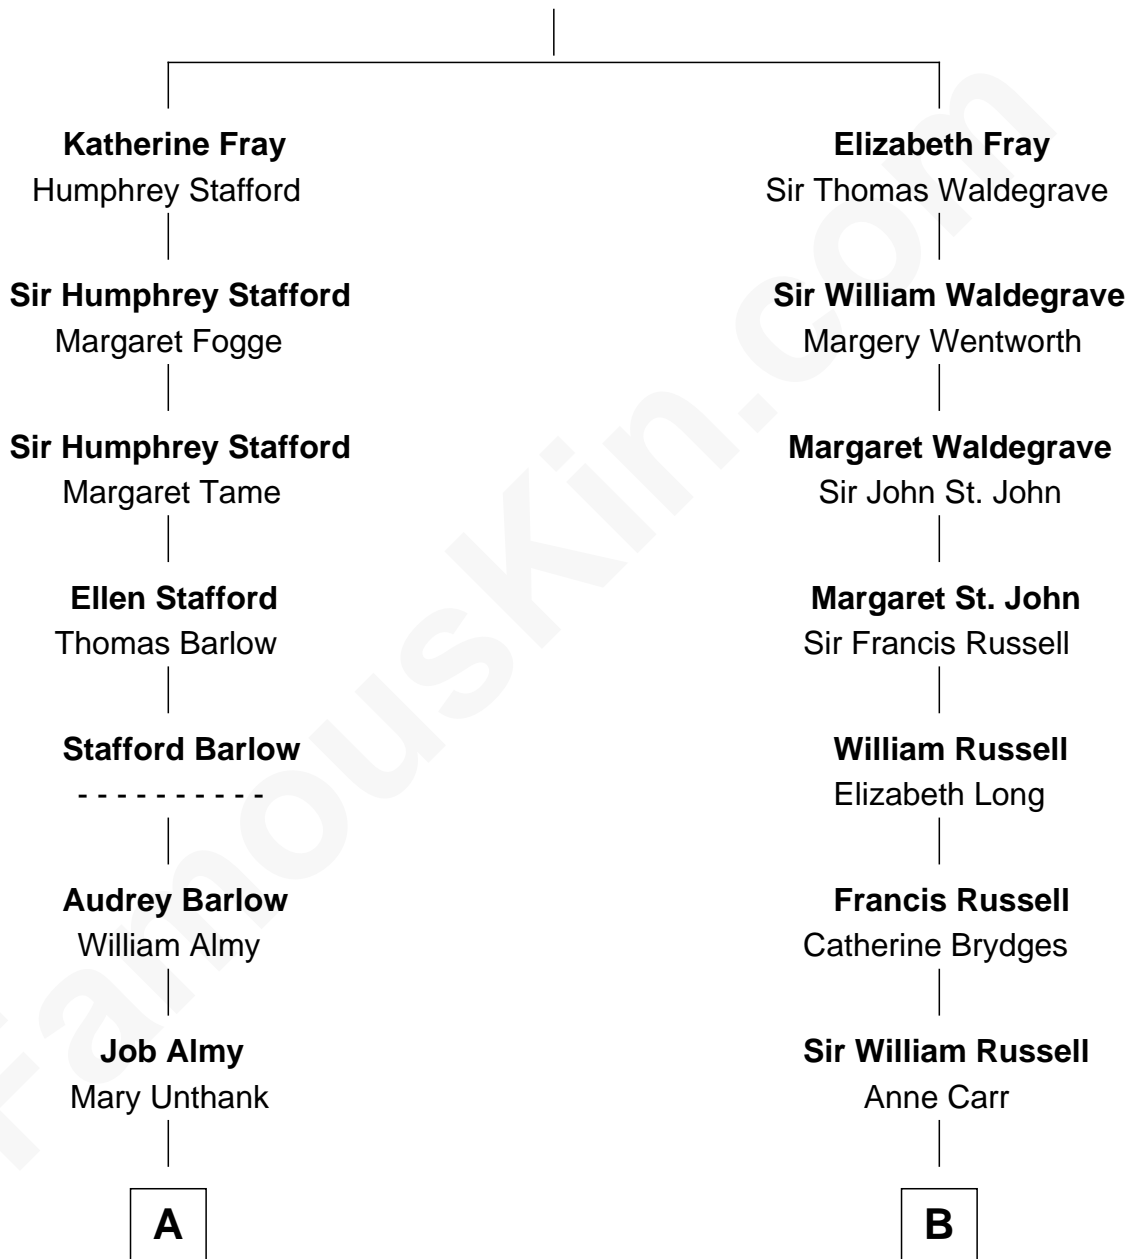 Katherine Fray
Humphrey Stafford
Sir Humphrey Stafford
Margaret Fogge
Sir Humphrey Stafford
Margaret Tame
Ellen Stafford
Thomas Barlow
Stafford Barlow
- - - - - - - - - -
Audrey Barlow
William Almy
Job Almy
Mary Unthank
A
Elizabeth Fray
Sir Thomas Waldegrave
Sir William Waldegrave
Margery Wentworth
Margaret Waldegrave
Sir John St. John
Margaret St. John
Sir Francis Russell
William Russell
Elizabeth Long
Francis Russell
Catherine Brydges
Sir William Russell
Anne Carr
B
FamousKin.com